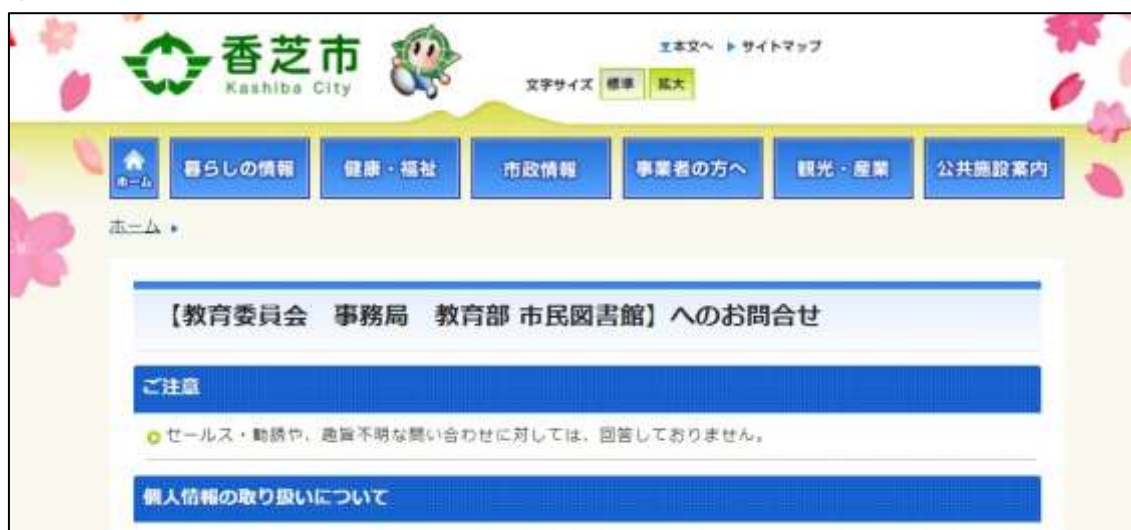 香芝市
Kashiba City
本文へ サイトマップ
文字サイズ 標準 拡大
ホーム 暮らしの情報 健康・福祉 市政情報 事業者の方へ 観光・産業 公共施設案内
ホーム
【教育委員会 事務局 教育部 市民図書館】へのお問合せ
ご注意
セールス・勧誘や、趣旨不明な問い合わせに対しては、回答しておりません。
個人情報の取り扱いについて